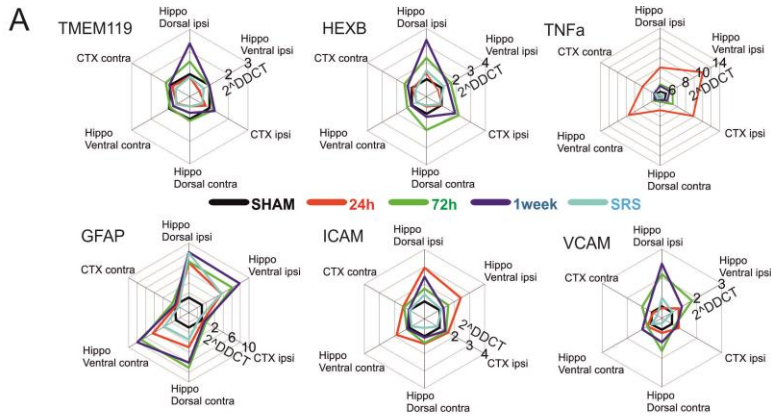 A
TMEM119
Hippo
Dorsal ipsi
Hippo
Ventral ipsi
CTX ipsi
Hippo
Dorsal contra
Hippo
Ventral contra
CTX contra
2 3
2^DDCT
HEXB
Hippo
Dorsal ipsi
Hippo
Ventral ipsi
CTX ipsi
Hippo
Dorsal contra
Hippo
Ventral contra
CTX contra
2 3 4
2^DDCT
TNFa
Hippo
Dorsal ipsi
Hippo
Ventral ipsi
CTX ipsi
Hippo
Dorsal contra
Hippo
Ventral contra
CTX contra
6 8 10 14
2^DDCT
SHAM 24h 72h 1week SRS
GFAP
Hippo
Dorsal ipsi
Hippo
Ventral ipsi
CTX ipsi
Hippo
Dorsal contra
Hippo
Ventral contra
CTX contra
2 6 10
2^DDCT
ICAM
Hippo
Dorsal ipsi
Hippo
Ventral ipsi
CTX ipsi
Hippo
Dorsal contra
Hippo
Ventral contra
CTX contra
2 3 4
2^DDCT
VCAM
Hippo
Dorsal ipsi
Hippo
Ventral ipsi
CTX ipsi
Hippo
Dorsal contra
Hippo
Ventral contra
CTX contra
2 3
2^DDCT